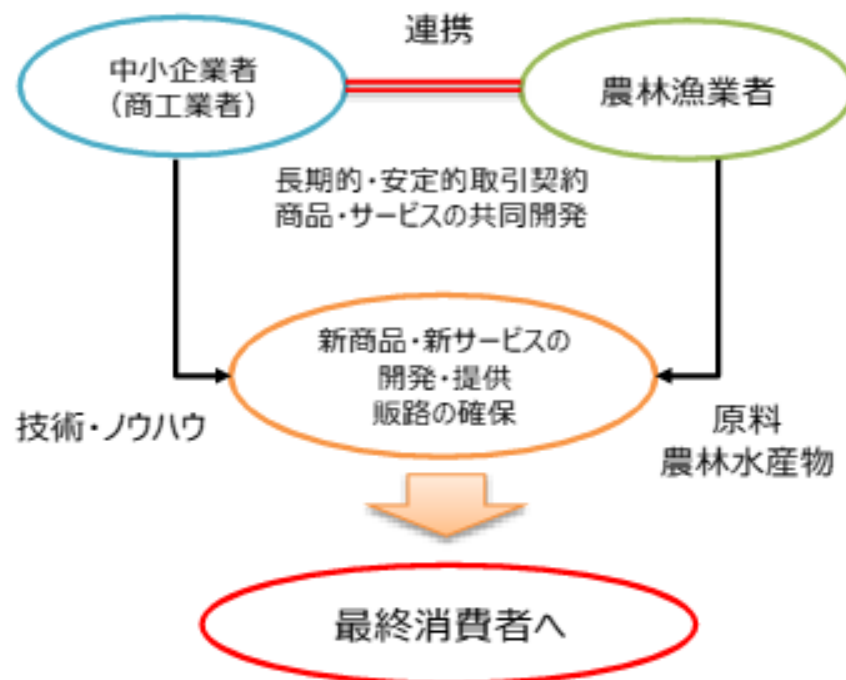 連携
中小企業者
（商工業者）
農林漁業者
長期的・安定的取引契約
商品・サービスの共同開発
新商品・新サービスの
開発・提供
販路の確保
技術・ノウハウ
原料
農林水産物
最終消費者へ